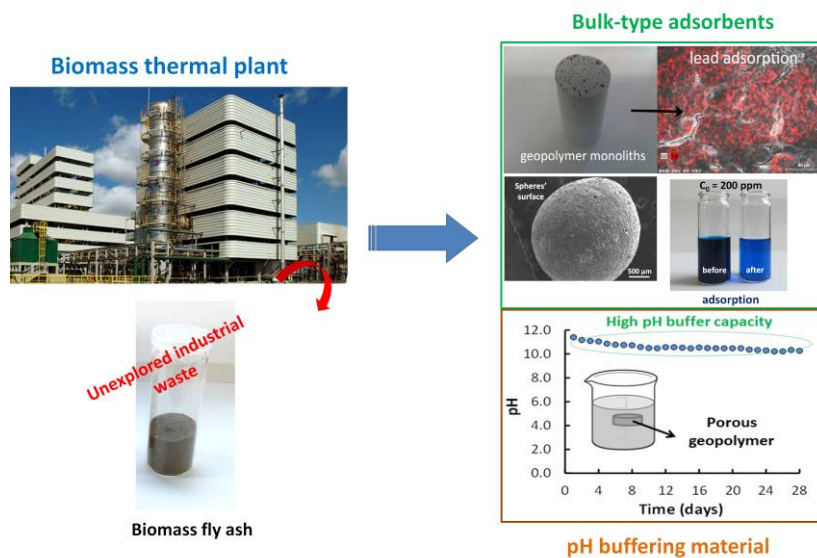 Biomass thermal plant
Unexplored industrial
waste
Biomass fly ash
Bulk-type adsorbents
lead adsorption
geopolymer monoliths
Spheres'
surface
500 µm
C₀ = 200 ppm
before
after
adsorption
High pH buffer capacity
12.0
10.0
8.0
6.0
4.0
2.0
0.0
pH
Porous
geopolymer
0 4 8 12 16 20 24 28
Time (days)
pH buffering material